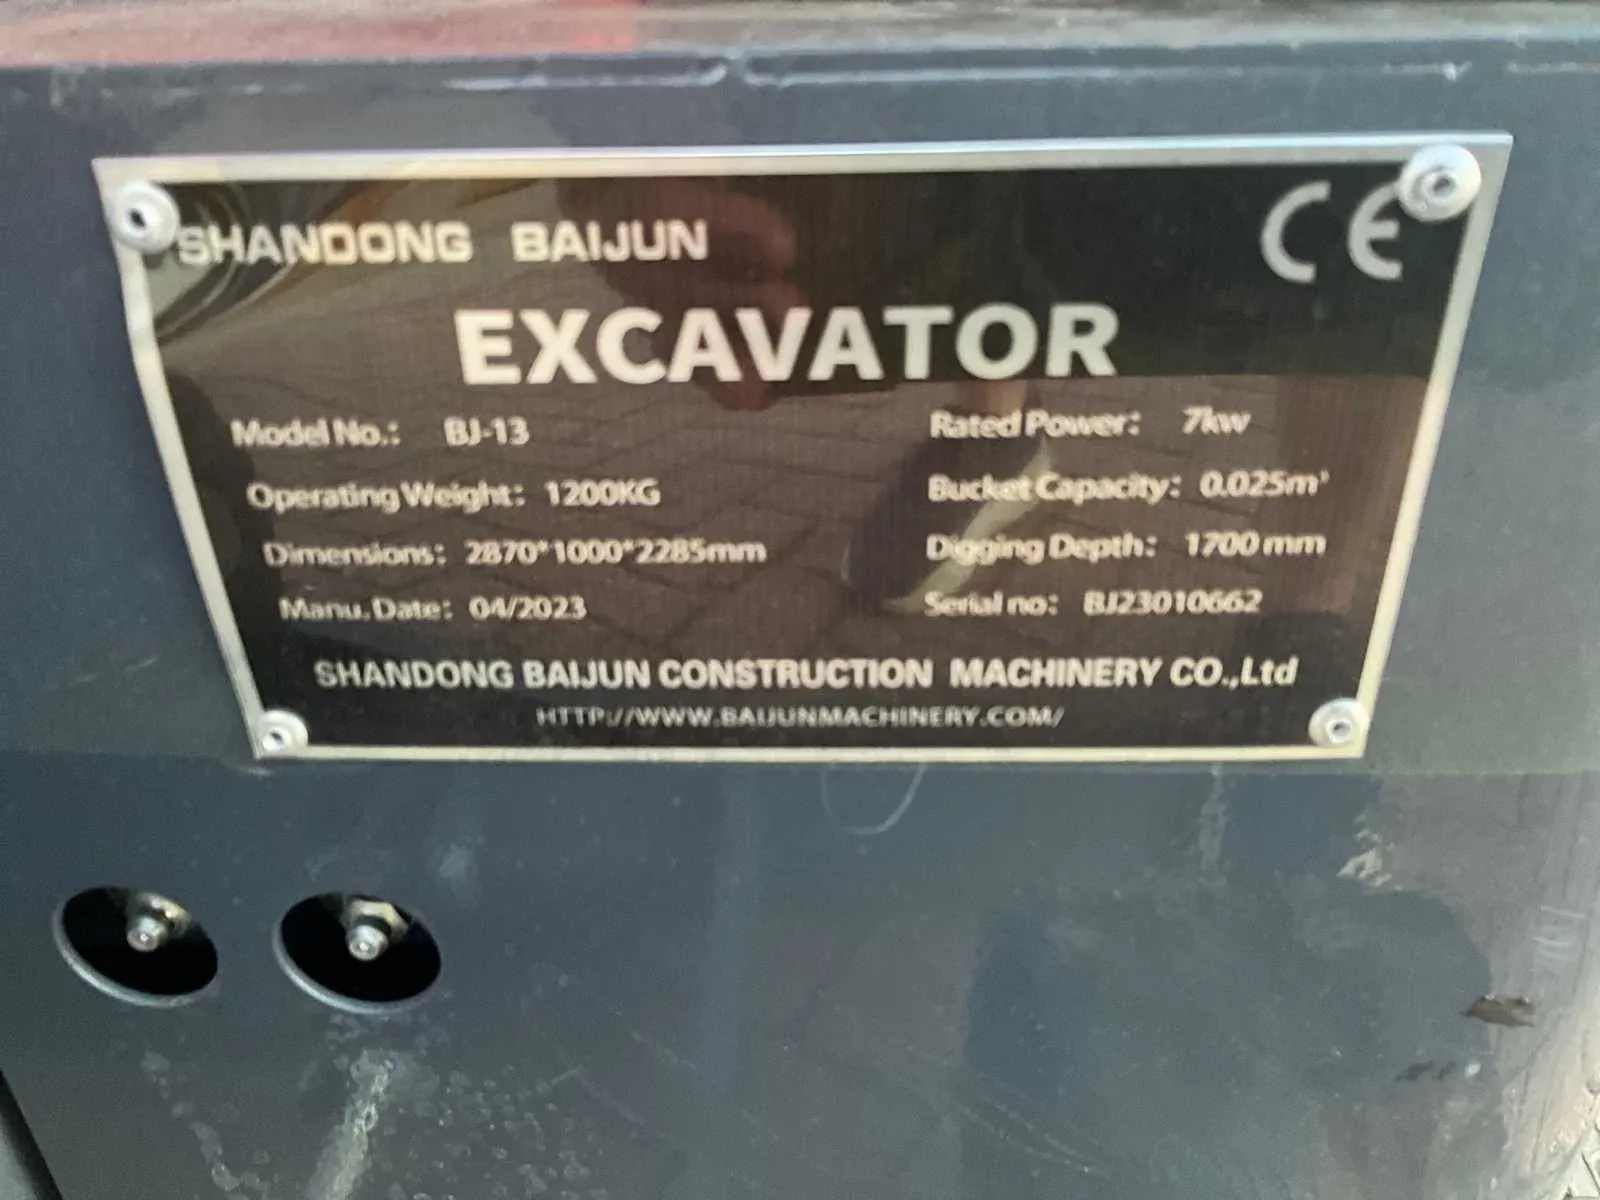 SHANDONG BAIJUN CE
EXCAVATOR
Model No.: BJ-13 Rated Power: 7kw
Operating Weight: 1200KG Bucket Capacity: 0.025m³
Dimensions: 2870*1000*2285mm Digging Depth: 1700mm
Manu. Date: 04/2023 Serial no: BJ23010662
SHANDONG BAIJUN CONSTRUCTION MACHINERY CO.,Ltd
HTTP://WWW.BAIJUNMACHINERY.COM/